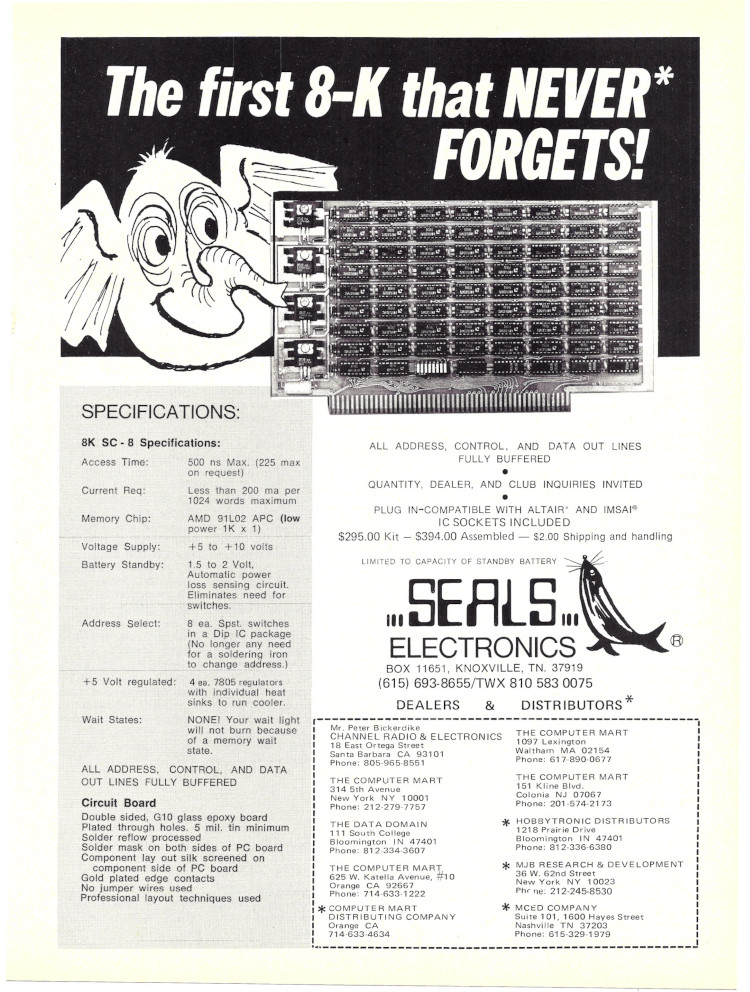 The first 8-K that NEVER*
FORGETS!
SPECIFICATIONS:
8K SC - 8 Specifications:
Access Time: 500 ns Max. (225 max
on request)
Current Req: Less than 200 ma per
1024 words maximum
Memory Chip: AMD 91L02 APC (low
power 1K x 1)
Voltage Supply: +5 to +10 volts
Battery Standby: 1.5 to 2 Volt,
Automatic power
loss sensing circuit.
Eliminates need for
switches.
Address Select: 8 ea. Spst. switches
in a Dip IC package
(No longer any need
for a soldering iron
to change address.)
+5 Volt regulated: 4 ea. 7805 regulators
with individual heat
sinks to run cooler.
Wait States: NONE! Your wait light
will not burn because
of a memory wait
state.
ALL ADDRESS, CONTROL, AND DATA
OUT LINES FULLY BUFFERED
Circuit Board
Double sided, G10 glass epoxy board
Plated through holes. 5 mil. tin minimum
Solder reflow processed
Solder mask on both sides of PC board
Component lay out silk screened on
component side of PC board
Gold plated edge contacts
No jumper wires used
Professional layout techniques used
ALL ADDRESS, CONTROL, AND DATA OUT LINES
FULLY BUFFERED
•
QUANTITY, DEALER, AND CLUB INQUIRIES INVITED
•
PLUG IN-COMPATIBLE WITH ALTAIR® AND IMSAI®
IC SOCKETS INCLUDED
$295.00 Kit – $394.00 Assembled — $2.00 Shipping and handling
LIMITED TO CAPACITY OF STANDBY BATTERY
...SEALS...
ELECTRONICS ®
BOX 11651, KNOXVILLE, TN. 37919
(615) 693-8655/TWX 810 583 0075
DEALERS & DISTRIBUTORS*
Mr. Peter Bickerdike
CHANNEL RADIO & ELECTRONICS
18 East Ortega Street
Santa Barbara CA 93101
Phone: 805-965-8551
THE COMPUTER MART
314 5th Avenue
New York NY 10001
Phone: 212-279-7757
THE DATA DOMAIN
111 South College
Bloomington IN 47401
Phone: 812-334-3607
THE COMPUTER MART
625 W. Katella Avenue, #10
Orange CA 92667
Phone: 714-633-1222
* COMPUTER MART
DISTRIBUTING COMPANY
Orange CA
714-633-4634
THE COMPUTER MART
1097 Lexington
Waltham MA 02154
Phone: 617-890-0677
THE COMPUTER MART
151 Kline Blvd.
Colonia NJ 07067
Phone: 201-574-2173
* HOBBYTRONIC DISTRIBUTORS
1218 Prairie Drive
Bloomington IN 47401
Phone: 812-336-6380
* MJB RESEARCH & DEVELOPMENT
36 W. 62nd Street
New York NY 10023
Phone: 212-245-8530
* MCED COMPANY
Suite 101, 1600 Hayes Street
Nashville TN 37203
Phone: 615-329-1979